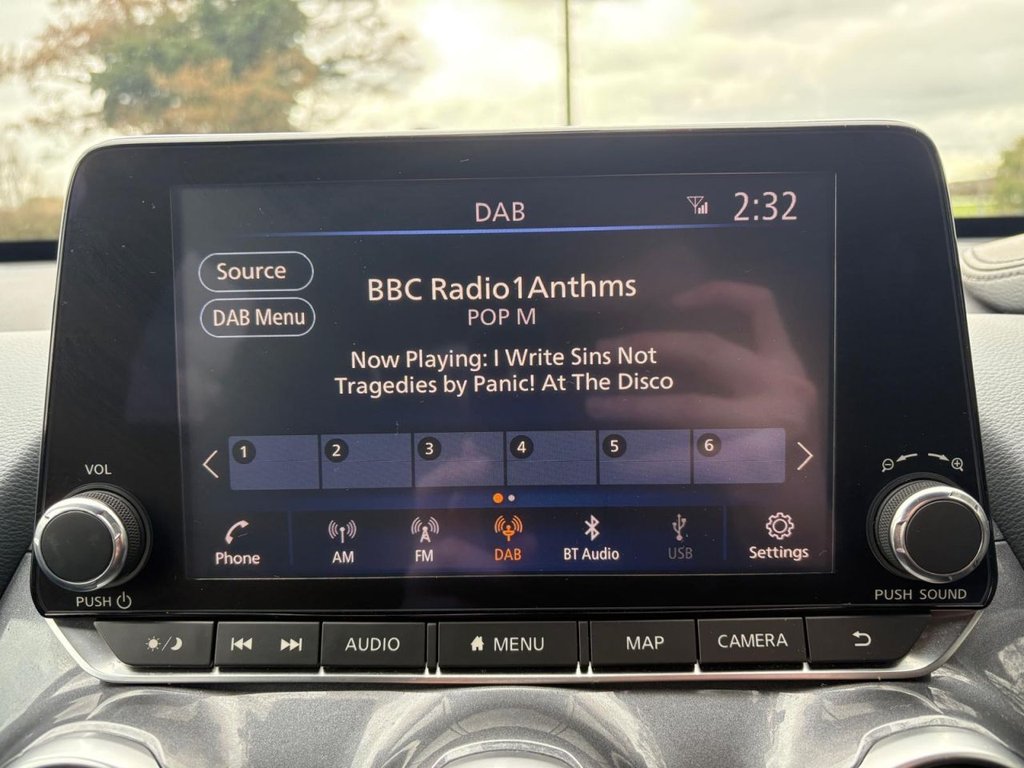 DAB
2:32
Source
BBC Radio1Anthms
DAB Menu
POP M
Now Playing: I Write Sins Not
Tragedies by Panic! At The Disco
1 2 3 4 5 6
VOL
Phone AM FM DAB BT Audio USB Settings
PUSH
PUSH SOUND
AUDIO MENU MAP CAMERA